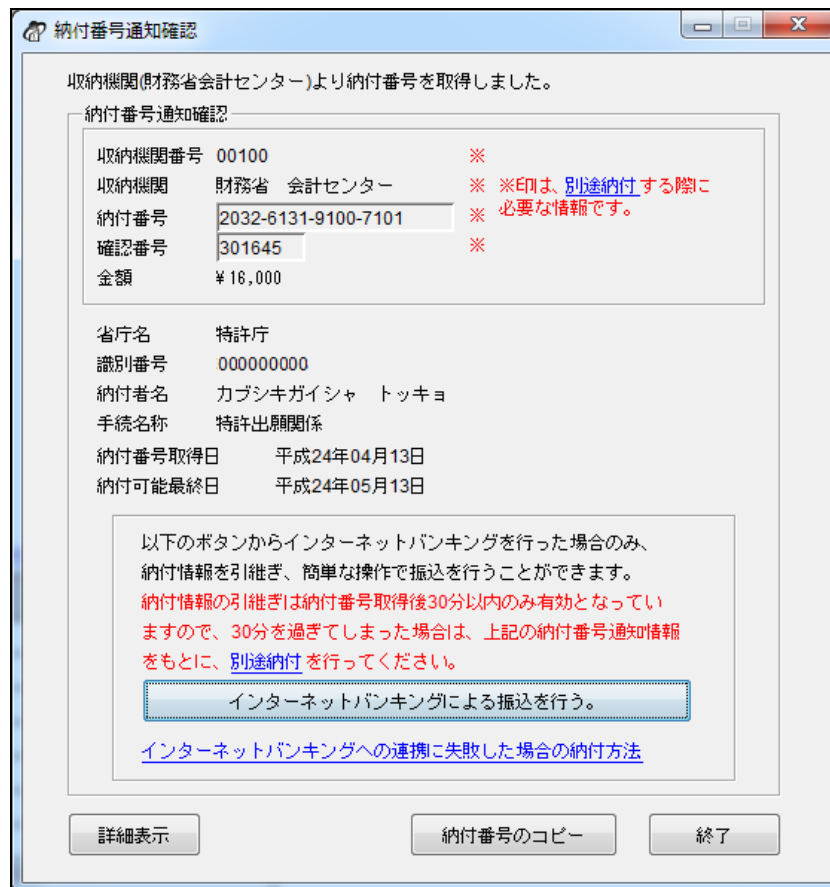 納付番号通知確認
収納機関(財務省会計センター)より納付番号を取得しました。
納付番号通知確認
収納機関番号 00100 ※
収納機関 財務省 会計センター ※ ※印は、別途納付する際に
必要な情報です。
納付番号 2032-6131-9100-7101 ※
確認番号 301645 ※
金額 ¥16,000
省庁名 特許庁
識別番号 000000000
納付者名 カブシキガイシャ トッキョ
手続名称 特許出願関係
納付番号取得日 平成24年04月13日
納付可能最終日 平成24年05月13日
以下のボタンからインターネットバンキングを行った場合のみ、
納付情報を引継ぎ、簡単な操作で振込を行うことができます。
納付情報の引継ぎは納付番号取得後30分以内のみ有効となってい
ますので、30分を過ぎてしまった場合は、上記の納付番号通知情報
をもとに、別途納付を行ってください。
インターネットバンキングによる振込を行う。
インターネットバンキングへの連携に失敗した場合の納付方法
詳細表示 納付番号のコピー 終了